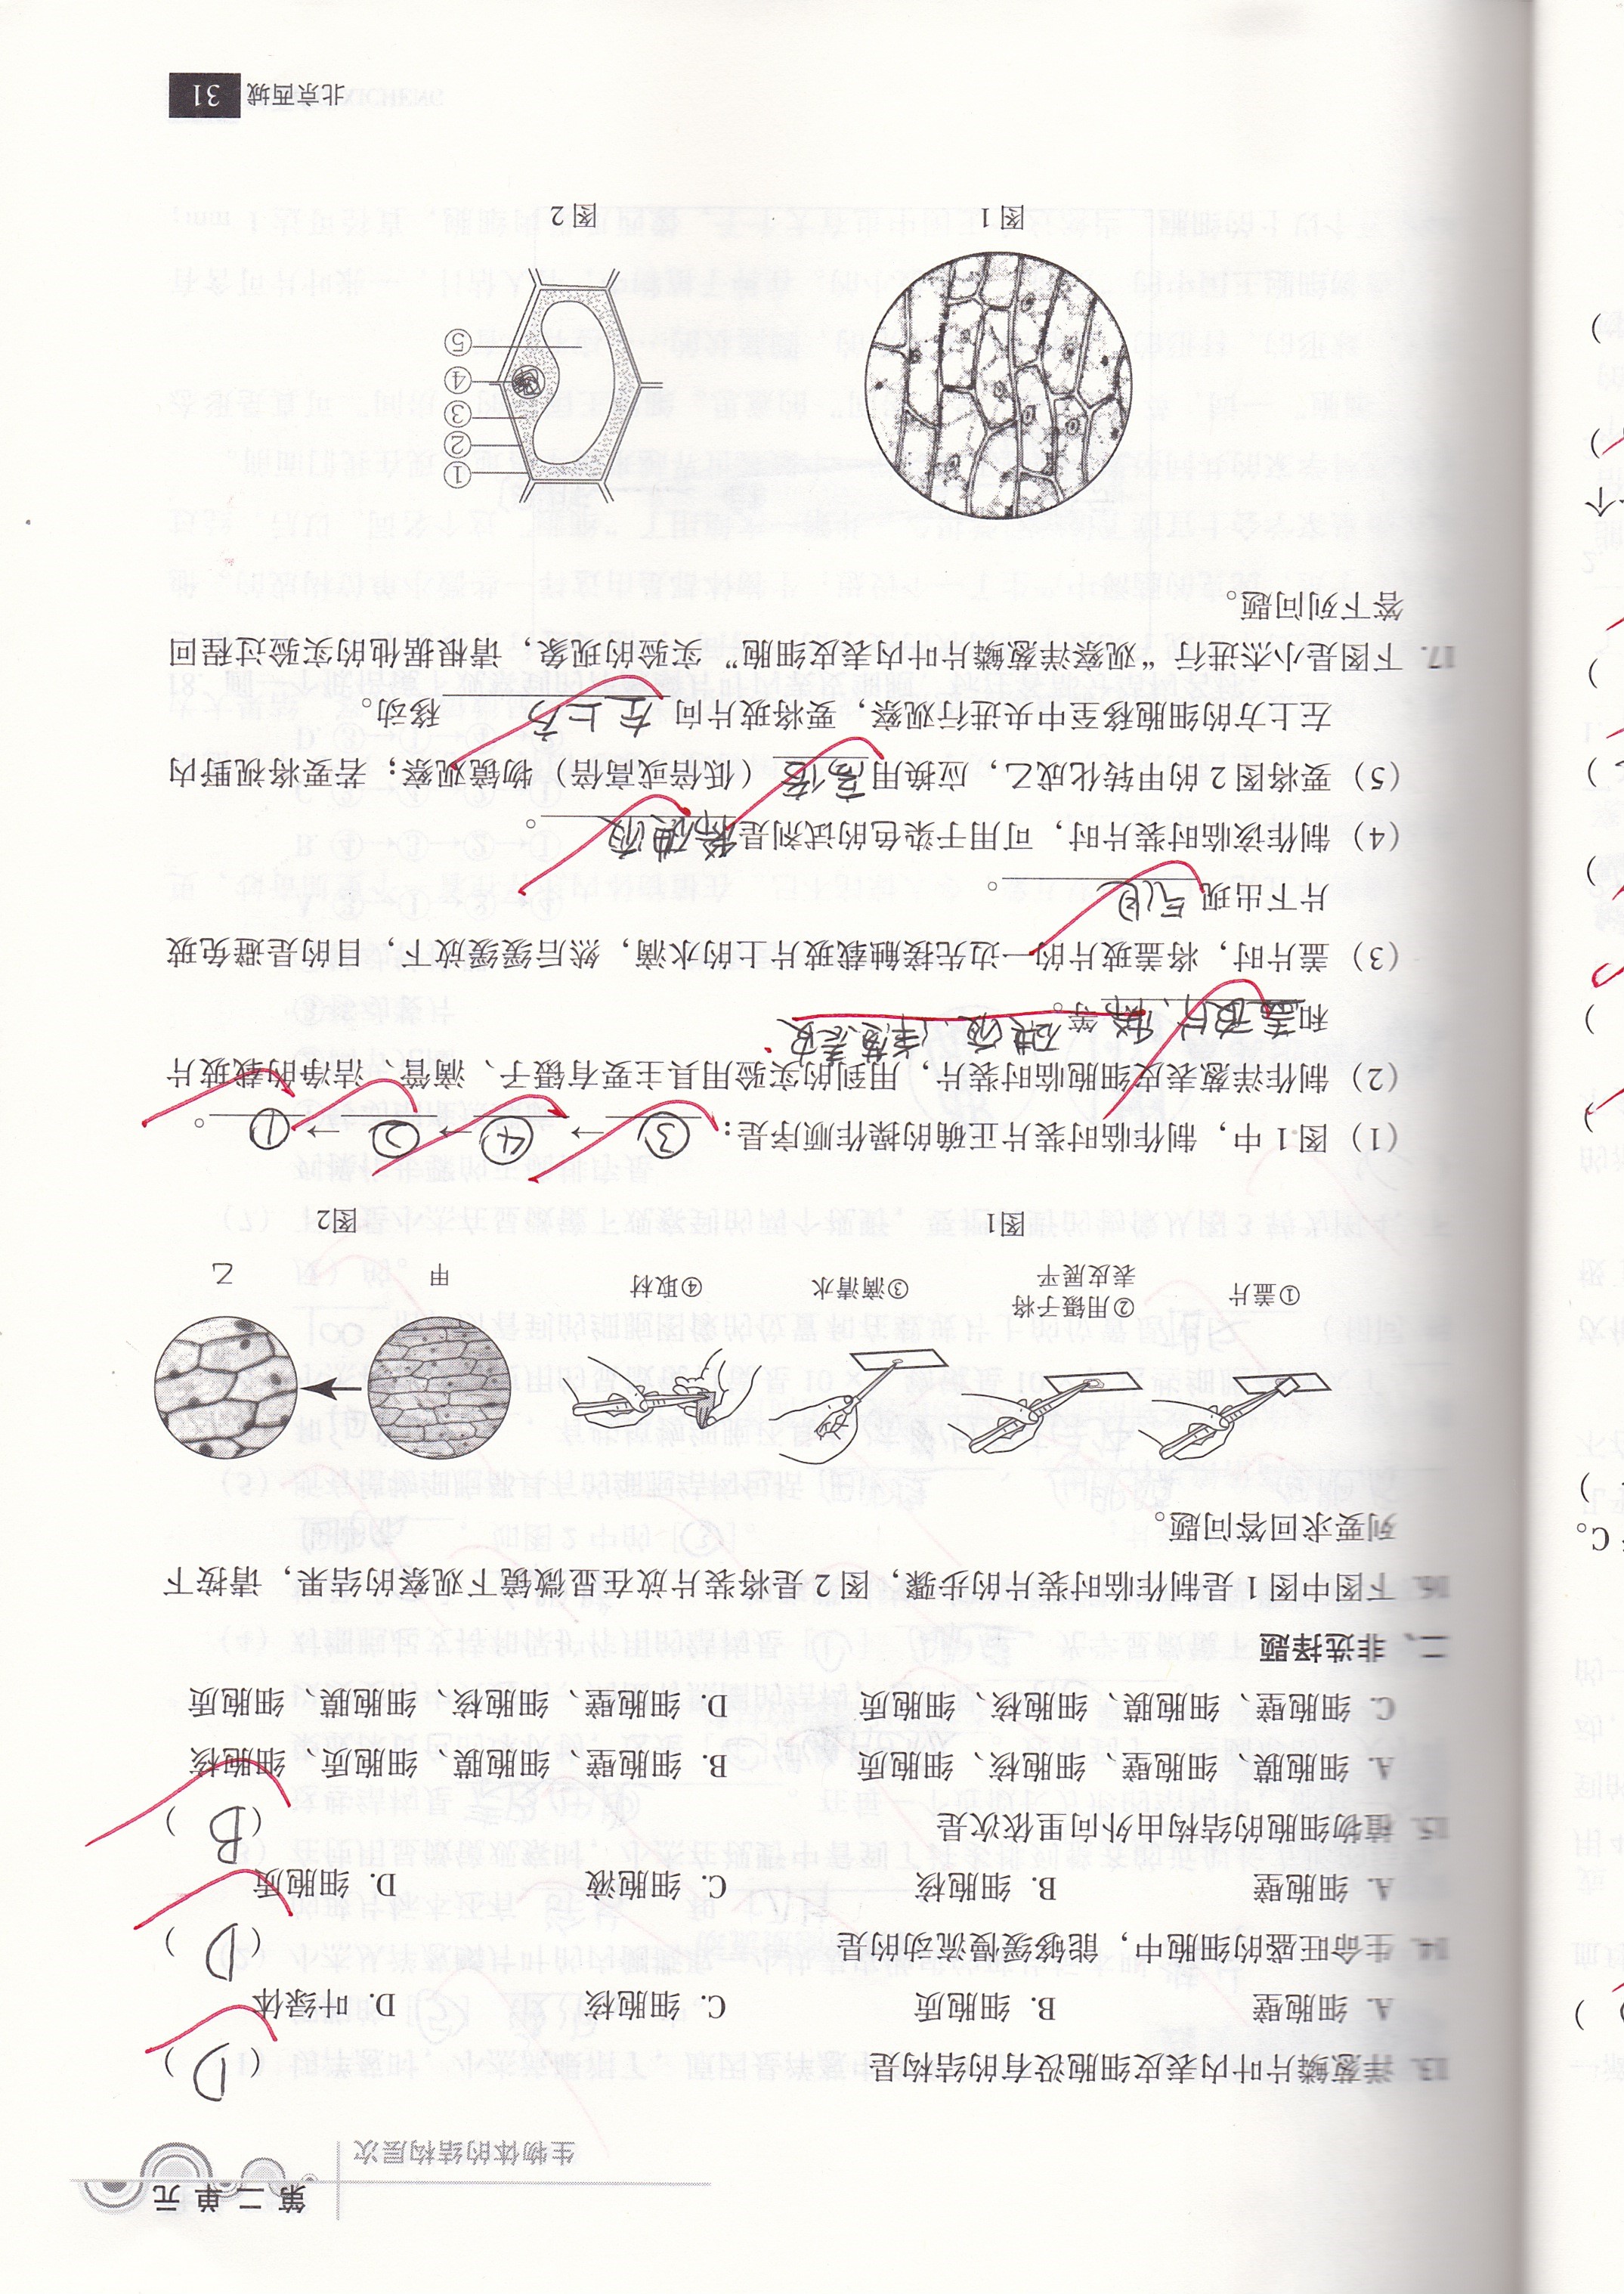 第二单元
生物体的结构层次
13. 洋葱鳞片叶内表皮细胞没有的结构是 ( D )
A. 细胞壁 B. 细胞质 C. 细胞核 D. 叶绿体
14. 生命旺盛的细胞中，能够缓慢流动的是 ( D )
A. 细胞壁 B. 细胞核 C. 细胞液 D. 细胞质
15. 植物细胞的结构由外向里依次是 ( B )
A. 细胞膜、细胞壁、细胞核、细胞质 B. 细胞壁、细胞膜、细胞质、细胞核
C. 细胞壁、细胞膜、细胞核、细胞质 D. 细胞壁、细胞核、细胞膜、细胞质
二、非选择题
16. 下图中图 1 是制作临时装片的步骤，图 2 是将装片放在显微镜下观察的结果，请按下
列要求回答问题。
①盖片 ②用镊子将表皮展平 ③滴清水 ④取材 甲 乙
图1 图2
（1）图 1 中，制作临时装片正确的操作顺序是：③→④→②→①。
（2）制作洋葱表皮细胞临时装片，用到的实验用具主要有镊子、滴管、洁净的载玻片
和盖玻片、 碘液、洋葱表皮等。
（3）盖片时，将盖玻片的一边先接触载玻片上的水滴，然后缓缓放下，目的是避免玻
片下出现气泡。
（4）制作该临时装片时，可用于染色的试剂是稀碘液。
（5）要将图 2 的甲转化成乙，应换用高倍（低倍或高倍）物镜观察；若要将视野内
左上方的细胞移至中央进行观察，要将玻片向左上方移动。
17. 下图是小杰进行 “观察洋葱鳞片叶内表皮细胞” 实验的现象，请根据他的实验过程回
答下列问题。
① ② ③ ④ ⑤
图 1 图 2
北京西城 31